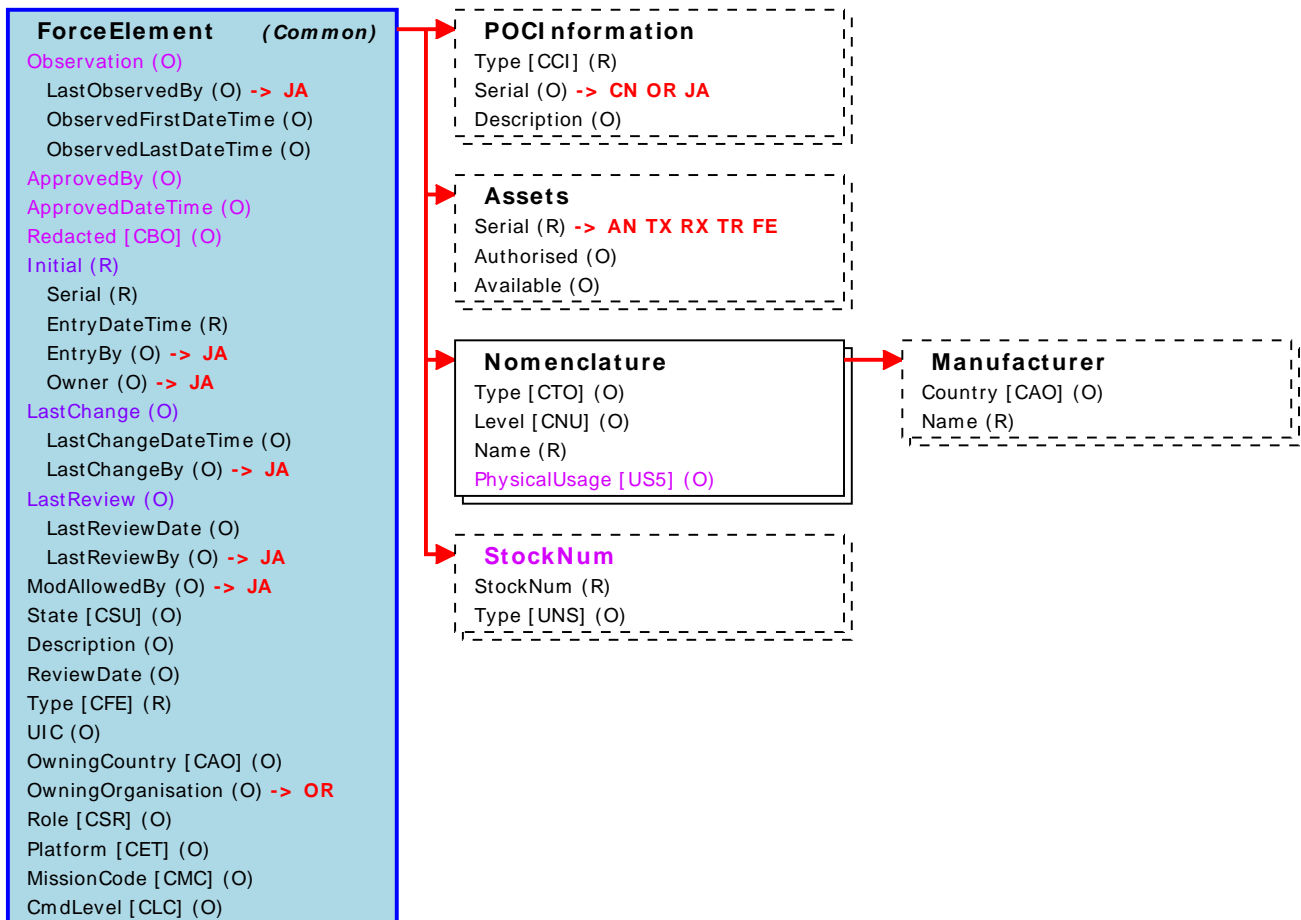 ForceElement (Common)
Observation (O)
LastObservedBy (O) -> JA
ObservedFirstDateTime (O)
ObservedLastDateTime (O)
ApprovedBy (O)
ApprovedDateTime (O)
Redacted [CBO] (O)
Initial (R)
Serial (R)
EntryDateTime (R)
EntryBy (O) -> JA
Owner (O) -> JA
LastChange (O)
LastChangeDateTime (O)
LastChangeBy (O) -> JA
LastReview (O)
LastReviewDate (O)
LastReviewBy (O) -> JA
ModAllowedBy (O) -> JA
State [CSU] (O)
Description (O)
ReviewDate (O)
Type [CFE] (R)
UIC (O)
OwningCountry [CAO] (O)
OwningOrganisation (O) -> OR
Role [CSR] (O)
Platform [CET] (O)
MissionCode [CMC] (O)
CmdLevel [CLC] (O)
POCInformation
Type [CCI] (R)
Serial (O) -> CN OR JA
Description (O)
Assets
Serial (R) -> AN TX RX TR FE
Authorised (O)
Available (O)
Nomenclature
Type [CTO] (O)
Level [CNU] (O)
Name (R)
PhysicalUsage [US5] (O)
Manufacturer
Country [CAO] (O)
Name (R)
StockNum
StockNum (R)
Type [UNS] (O)